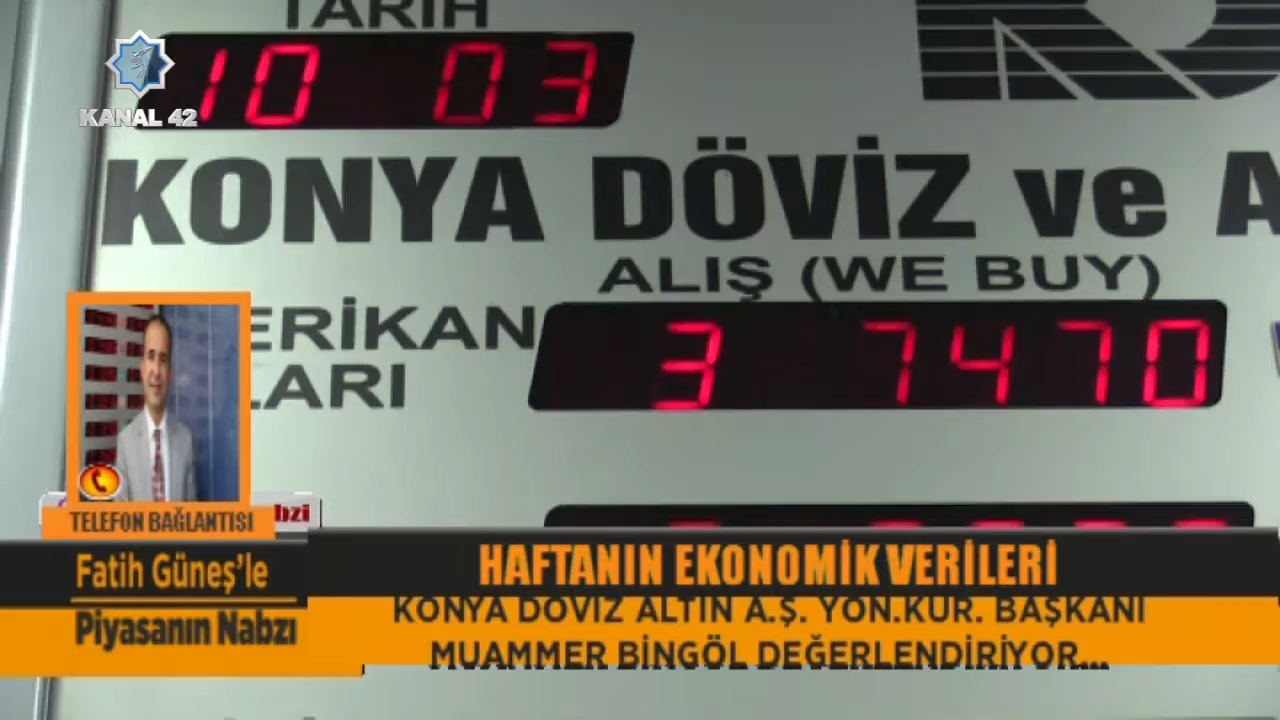 TARİH
10 03
KANAL 42
KONYA DÖVİZ ve A
ALIŞ (WE BUY)
ERİKAN 3 7470
LARI
TELEFON BAĞLANTISI
bzi
Fatih Güneş'le
Piyasanın Nabzı
HAFTANIN EKONOMİK VERİLERİ
KONYA DÖVİZ ALTIN A.Ş. YÖN.KUR. BAŞKANI
MUAMMER BİNGÖL DEĞERLENDİRİYOR...